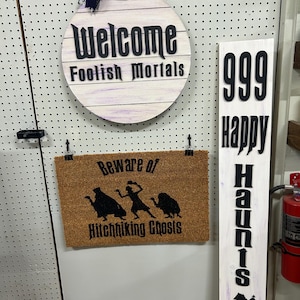 Welcome
Foolish Mortals
Beware of
Hitchhiking Ghosts
999
Happy
Haunts